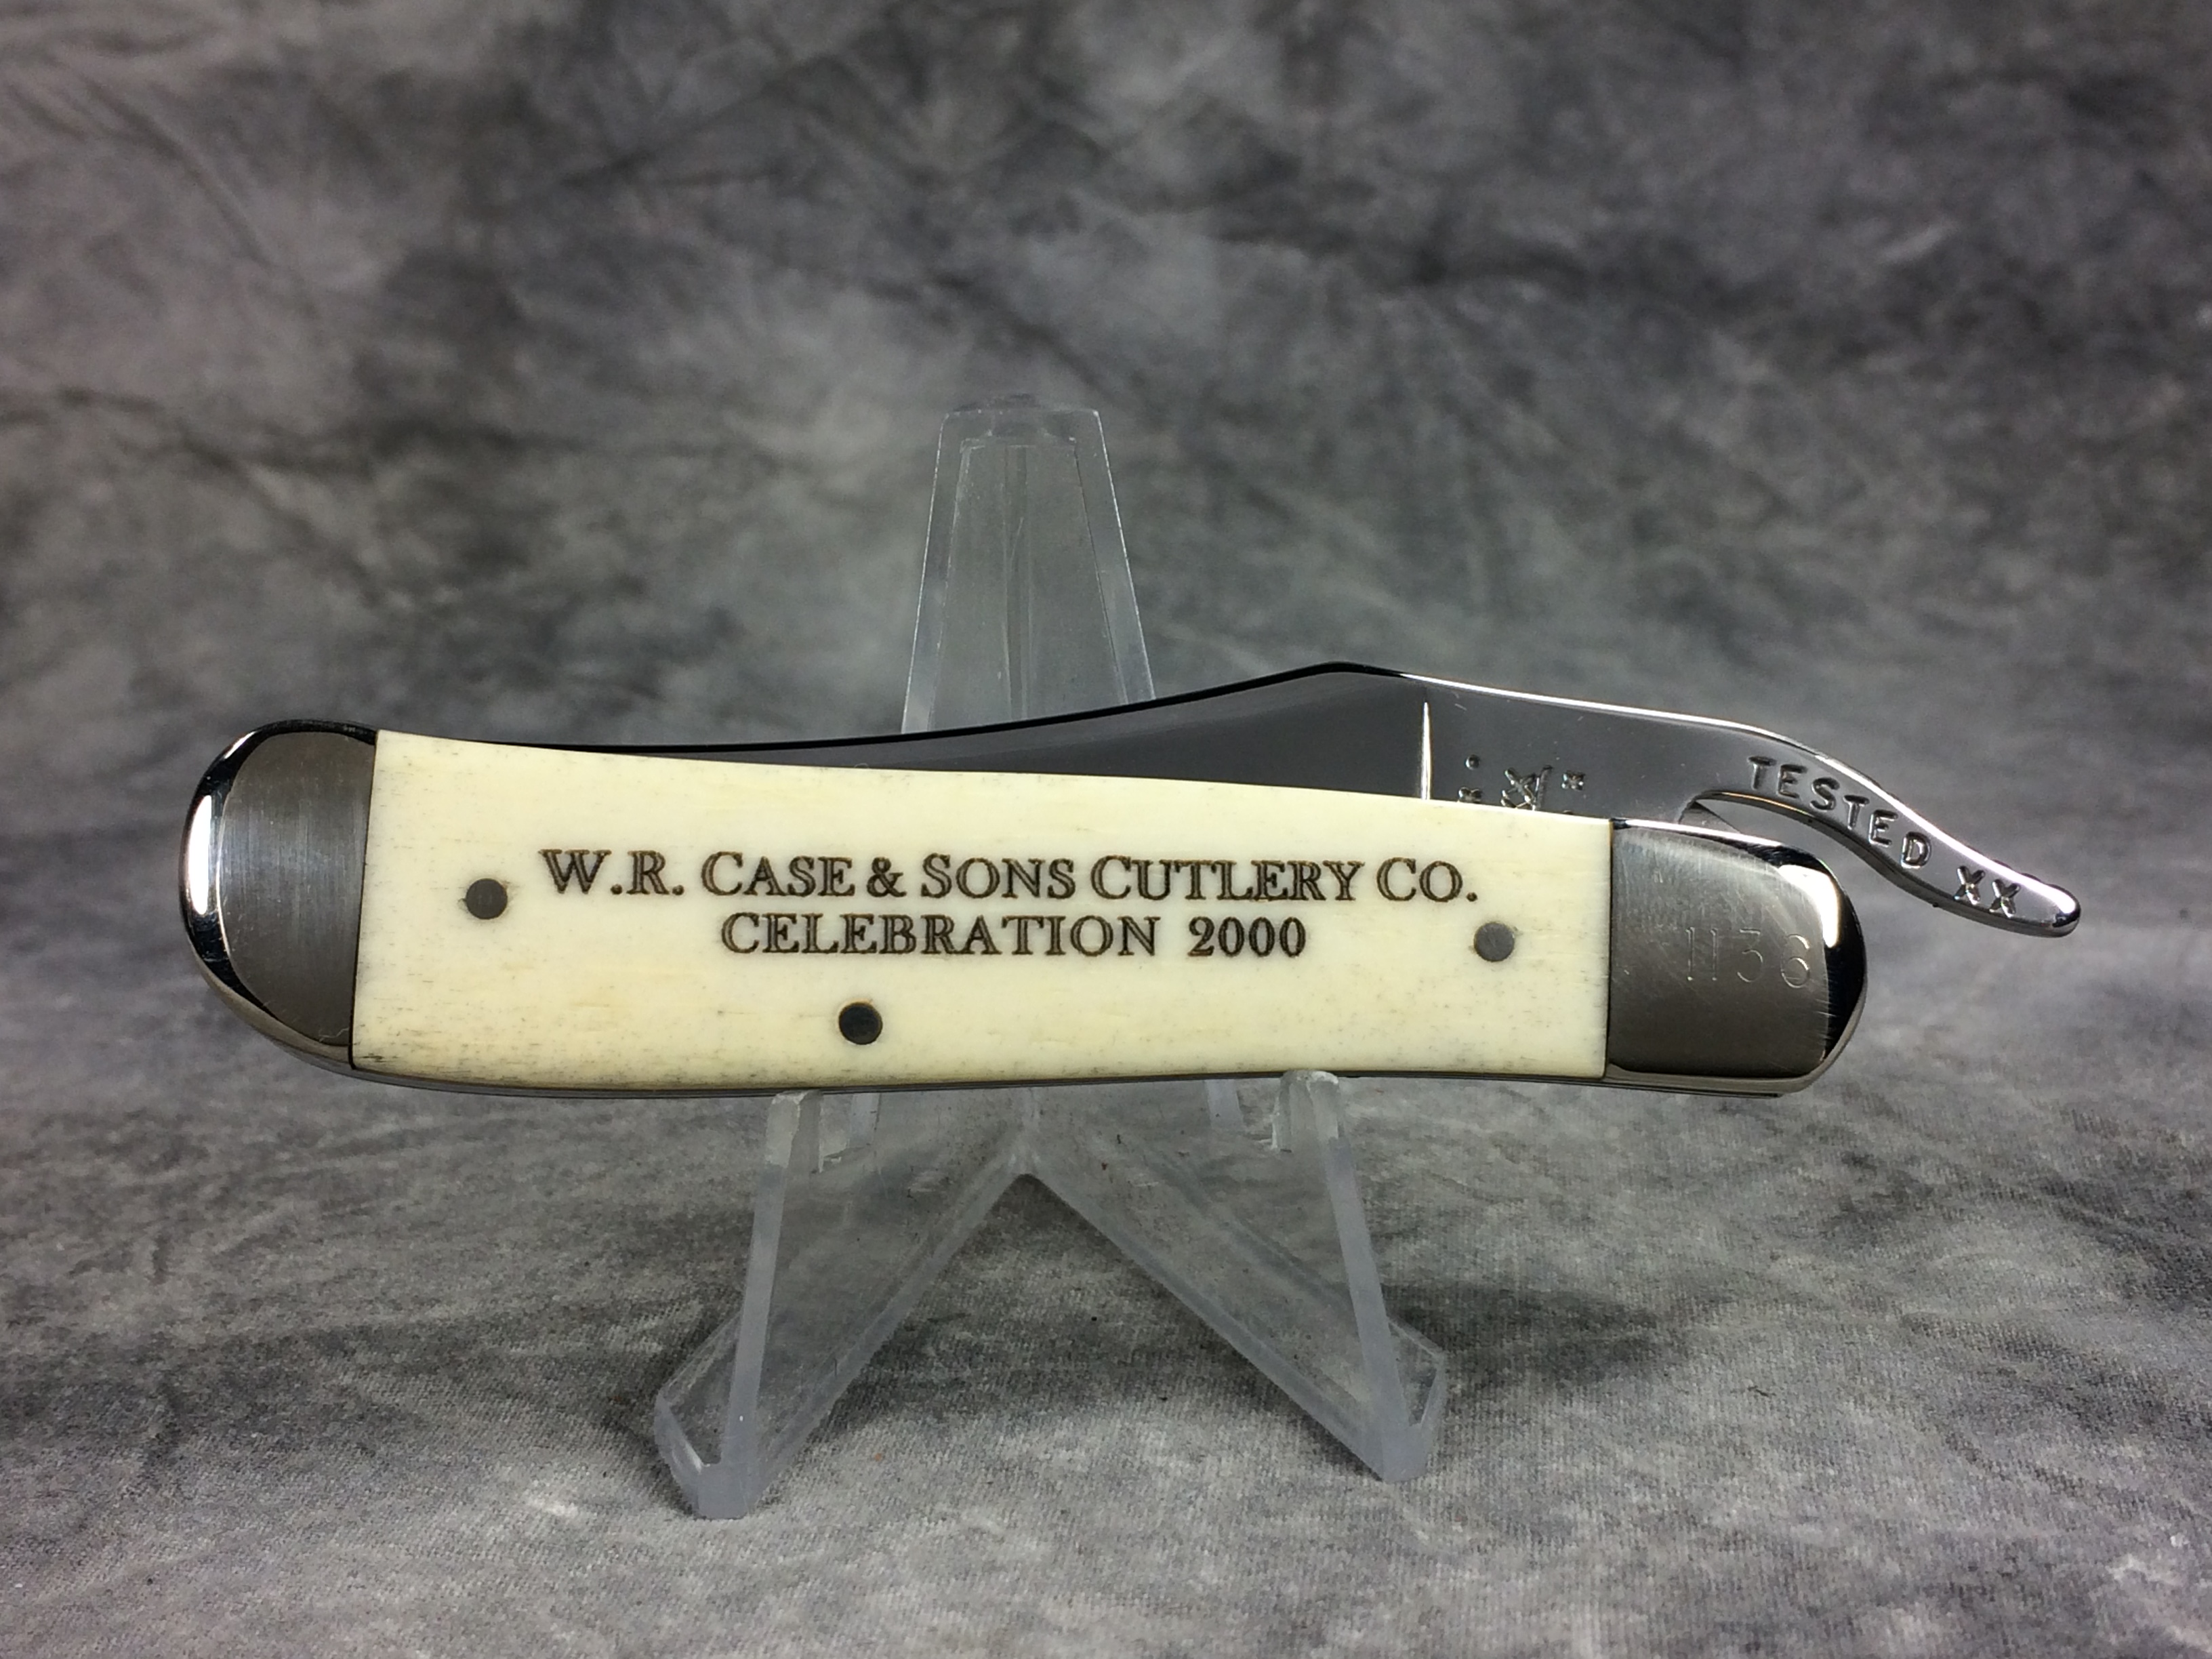 W.R. CASE & SONS CUTLERY CO.
CELEBRATION 2000
TESTED XX
1136